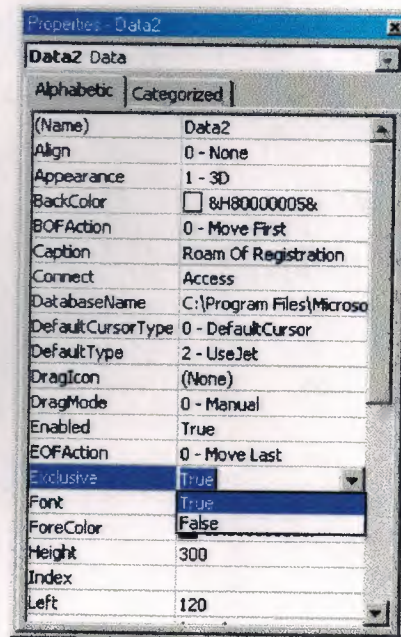 Properties - Data2
Data2 Data
Alphabetic Categorized
(Name) Data2
Align 0 - None
Appearance 1 - 3D
BackColor &H80000005&
BOFAction 0 - Move First
Caption Roam Of Registration
Connect Access
DatabaseName C:\Program Files\Microso
DefaultCursorType 0 - DefaultCursor
DefaultType 2 - UseJet
DragIcon (None)
DragMode 0 - Manual
Enabled True
EOFAction 0 - Move Last
Exclusive True
Font True
ForeColor False
Height 300
Index
Left 120